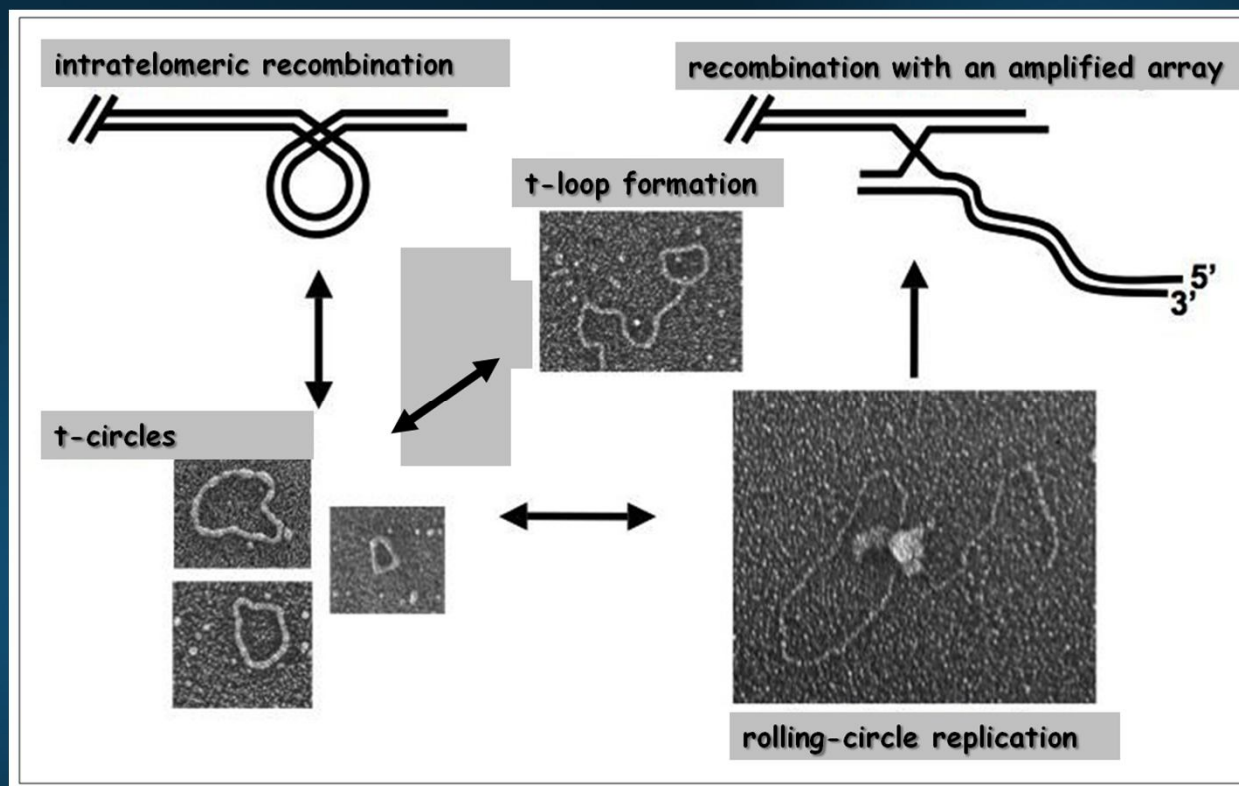 intratelomeric recombination
recombination with an amplified array
t-loop formation
5’
3’
t-circles
rolling-circle replication